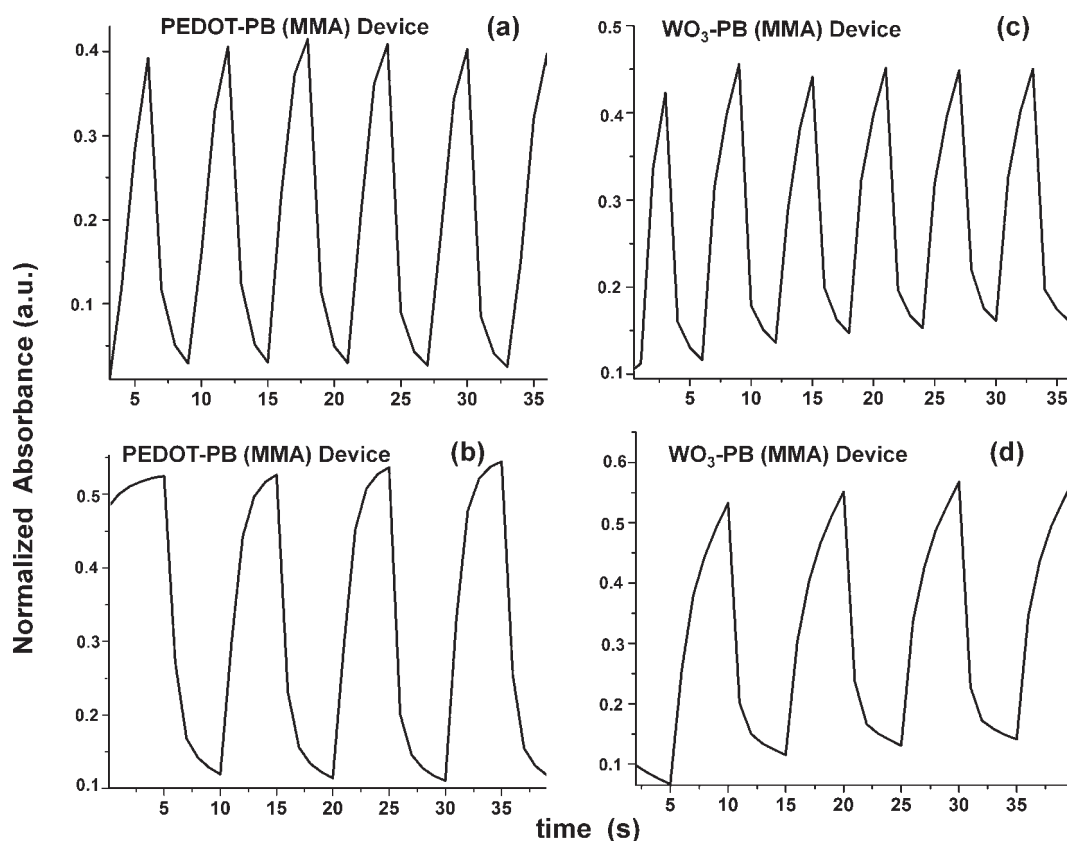 PEDOT-PB (MMA) Device (a)
0.4
0.3
0.2
0.1
5 10 15 20 25 30 35
WO₃-PB (MMA) Device (c)
0.5
0.4
0.3
0.2
0.1
5 10 15 20 25 30 35
PEDOT-PB (MMA) Device (b)
0.5
0.4
0.3
0.2
0.1
5 10 15 20 25 30 35
WO₃-PB (MMA) Device (d)
0.6
0.5
0.4
0.3
0.2
0.1
5 10 15 20 25 30 35
Normalized Absorbance (a.u.)
time (s)